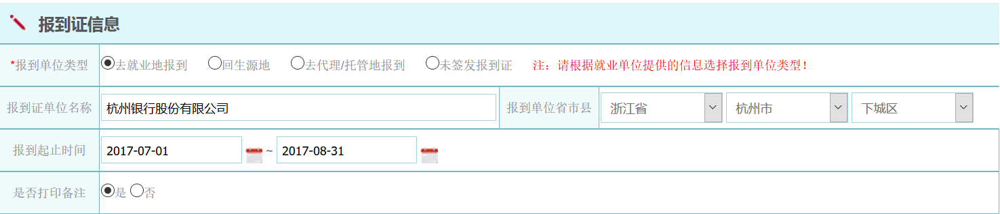 报到证信息
*报到单位类型 去就业地报到 回生源地 去代理/托管地报到 未签发报到证 注：请根据就业单位提供的信息选择报到单位类型！
报到证单位名称 杭州银行股份有限公司 报到单位省市县 浙江省 杭州市 下城区
报到起止时间 2017-07-01 ~ 2017-08-31
是否打印备注 是 否